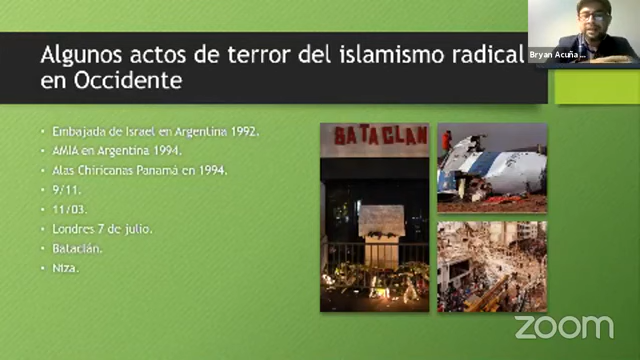 Algunos actos de terror del islamismo radical
en Occidente
Bryan Acuña...
• Embajada de Israel en Argentina 1992.
• AMIA en Argentina 1994.
• Alas Chiricanas Panamá en 1994.
• 9/11.
• 11/03.
• Londres 7 de julio.
• Bataclán.
• Niza.
BATACLAN
zoom